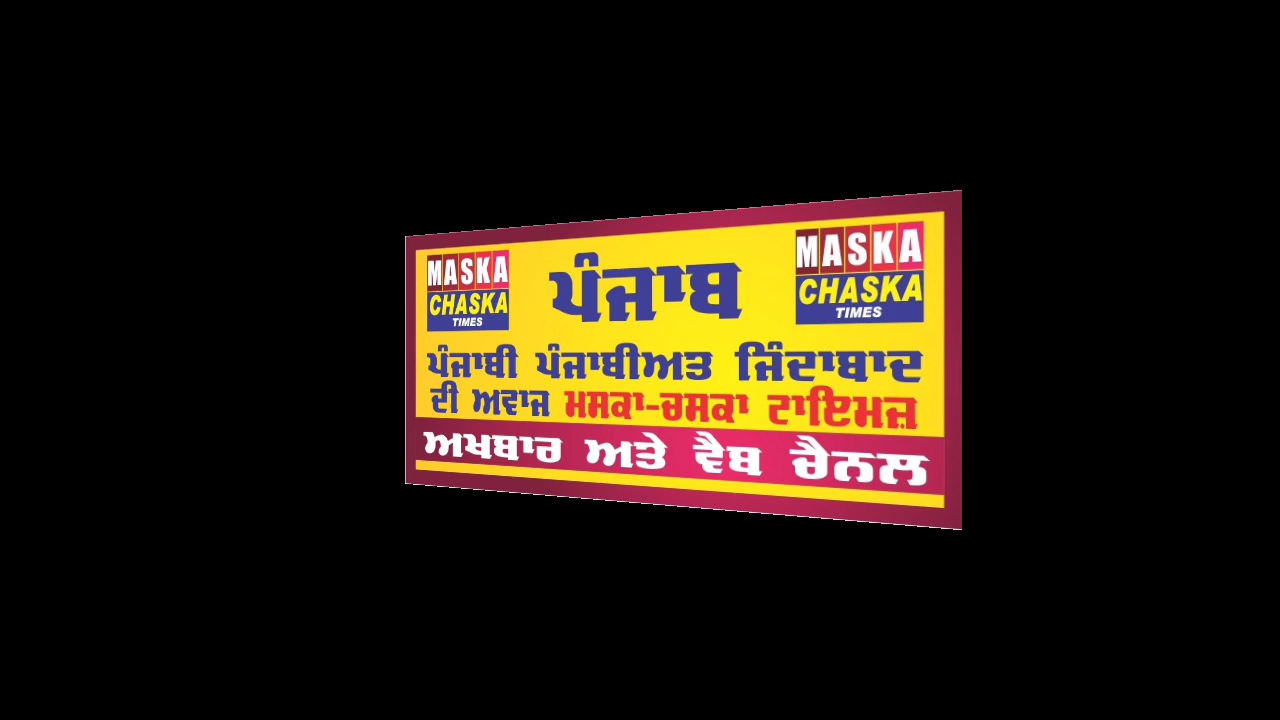 MASKA
CHASKA
TIMES
ਪੰਜਾਬ
MASKA
CHASKA
TIMES
ਪੰਜਾਬੀ ਪੰਜਾਬੀਅਤ ਜ਼ਿੰਦਾਬਾਦ
ਦੀ ਅਵਾਜ ਮਸਕਾ-ਚਸਕਾ ਟਾਇਮਜ਼
ਅਖਬਾਰ ਅਤੇ ਵੈਬ ਚੈਨਲ